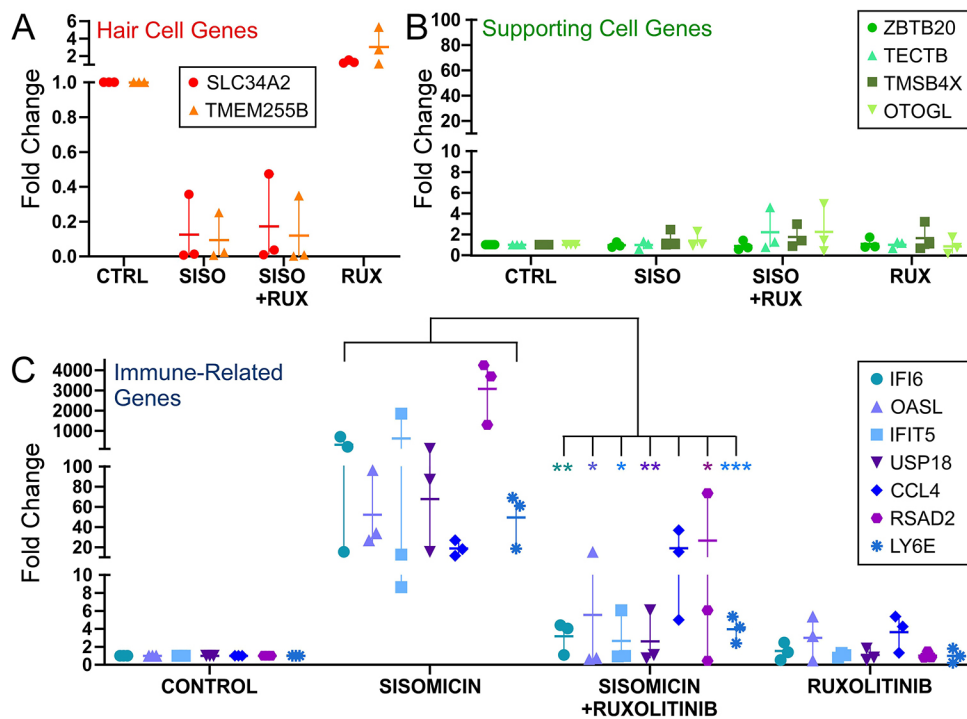 A
Hair Cell Genes
Fold Change
6
4
2
1.0
0.8
0.6
0.4
0.2
0.0
SLC34A2
TMEM255B
CTRL
SISO
SISO
+RUX
RUX
B
Supporting Cell Genes
Fold Change
100
80
60
40
20
10
8
6
4
2
0
ZBTB20
TECTB
TMSB4X
OTOGL
CTRL
SISO
SISO
+RUX
RUX
C
Immune-Related
Genes
Fold Change
4000
3000
2000
1000
100
80
60
40
20
10
8
6
4
2
0
** * * ** * ***
IFI6
OASL
IFIT5
USP18
CCL4
RSAD2
LY6E
CONTROL
SISOMICIN
SISOMICIN
+RUXOLITINIB
RUXOLITINIB